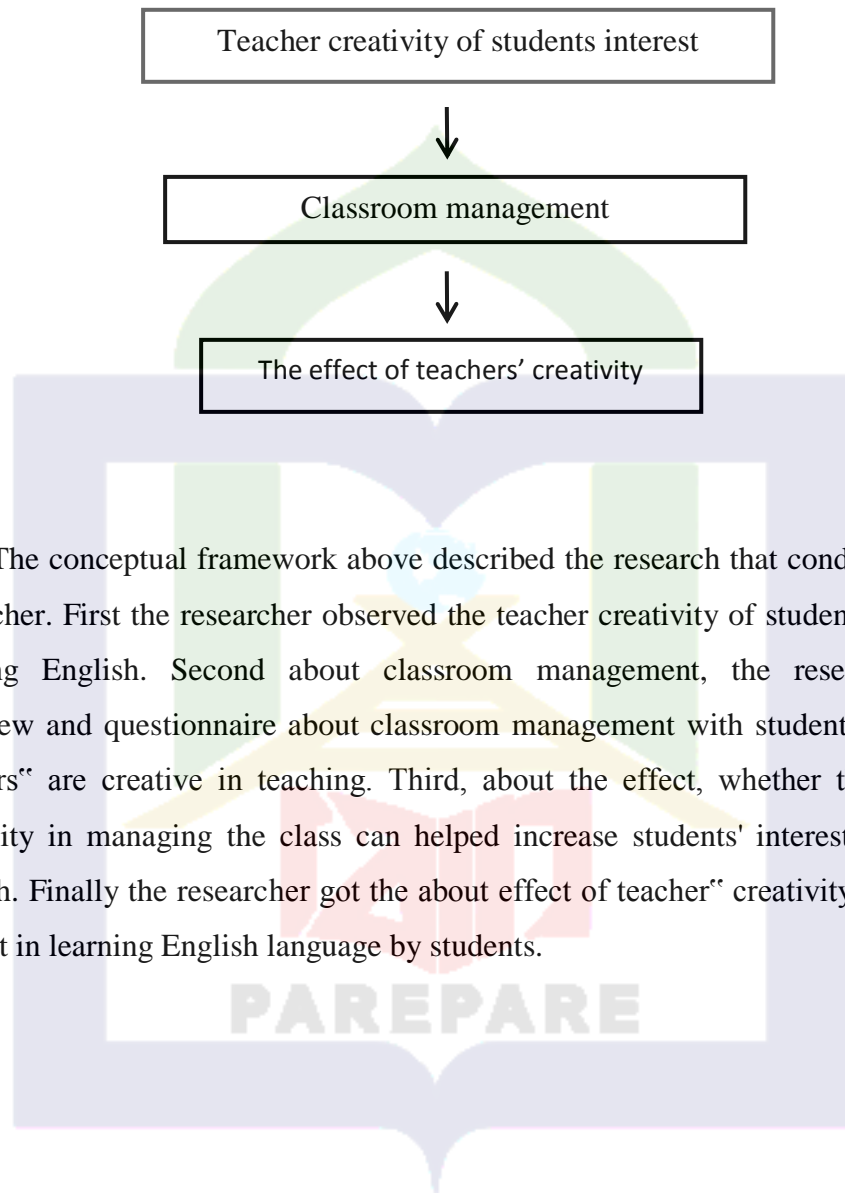 Teacher creativity of students interest
Classroom management
The effect of teachers’ creativity
The conceptual framework above described the research that cond
cher. First the researcher observed the teacher creativity of studen
ng English. Second about classroom management, the rese
ew and questionnaire about classroom management with student
rs‟ are creative in teaching. Third, about the effect, whether t
ity in managing the class can helped increase students' interest
h. Finally the researcher got the about effect of teacher‟ creativity
t in learning English language by students.
PAREPARE